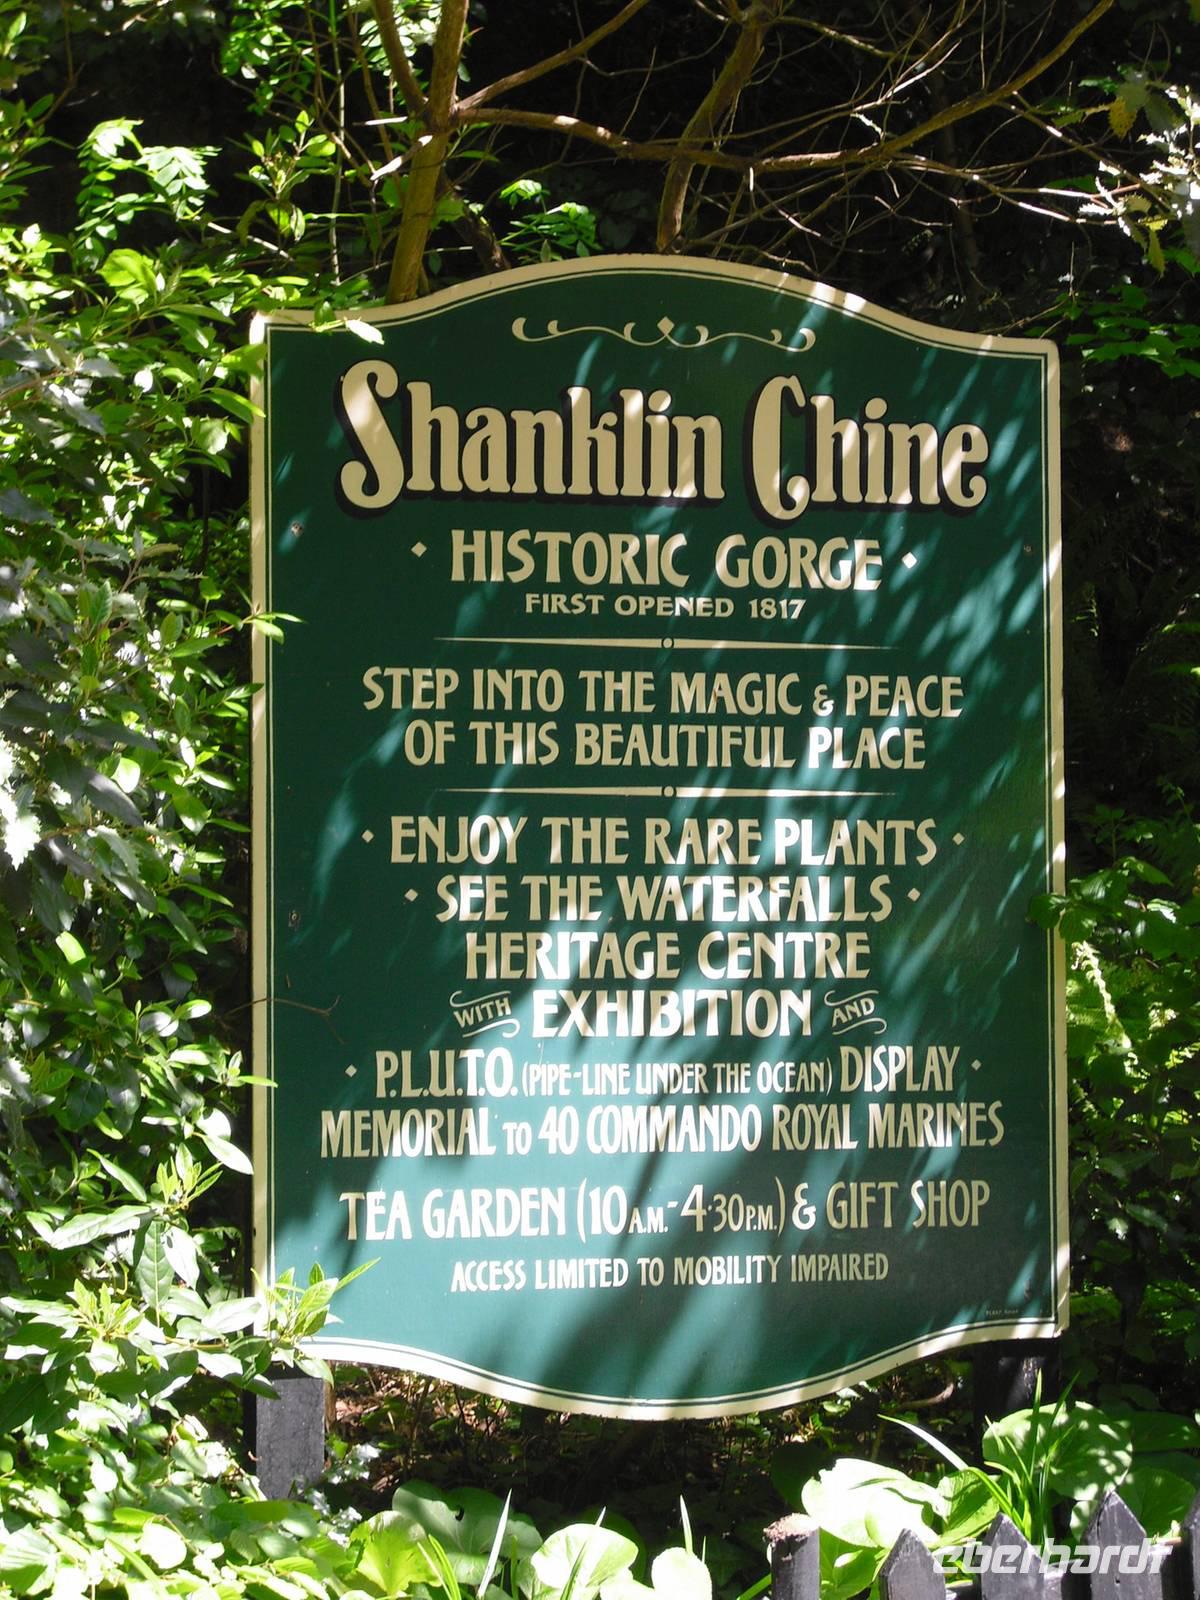 Shanklin Chine
• HISTORIC GORGE •
FIRST OPENED 1817
STEP INTO THE MAGIC & PEACE
OF THIS BEAUTIFUL PLACE
• ENJOY THE RARE PLANTS •
• SEE THE WATERFALLS •
HERITAGE CENTRE
WITH EXHIBITION AND
• P.L.U.T.O. (PIPE-LINE UNDER THE OCEAN) DISPLAY •
MEMORIAL TO 40 COMMANDO ROYAL MARINES
TEA GARDEN (10 A.M.-4·30P.M.) & GIFT SHOP
ACCESS LIMITED TO MOBILITY IMPAIRED
eberhardt